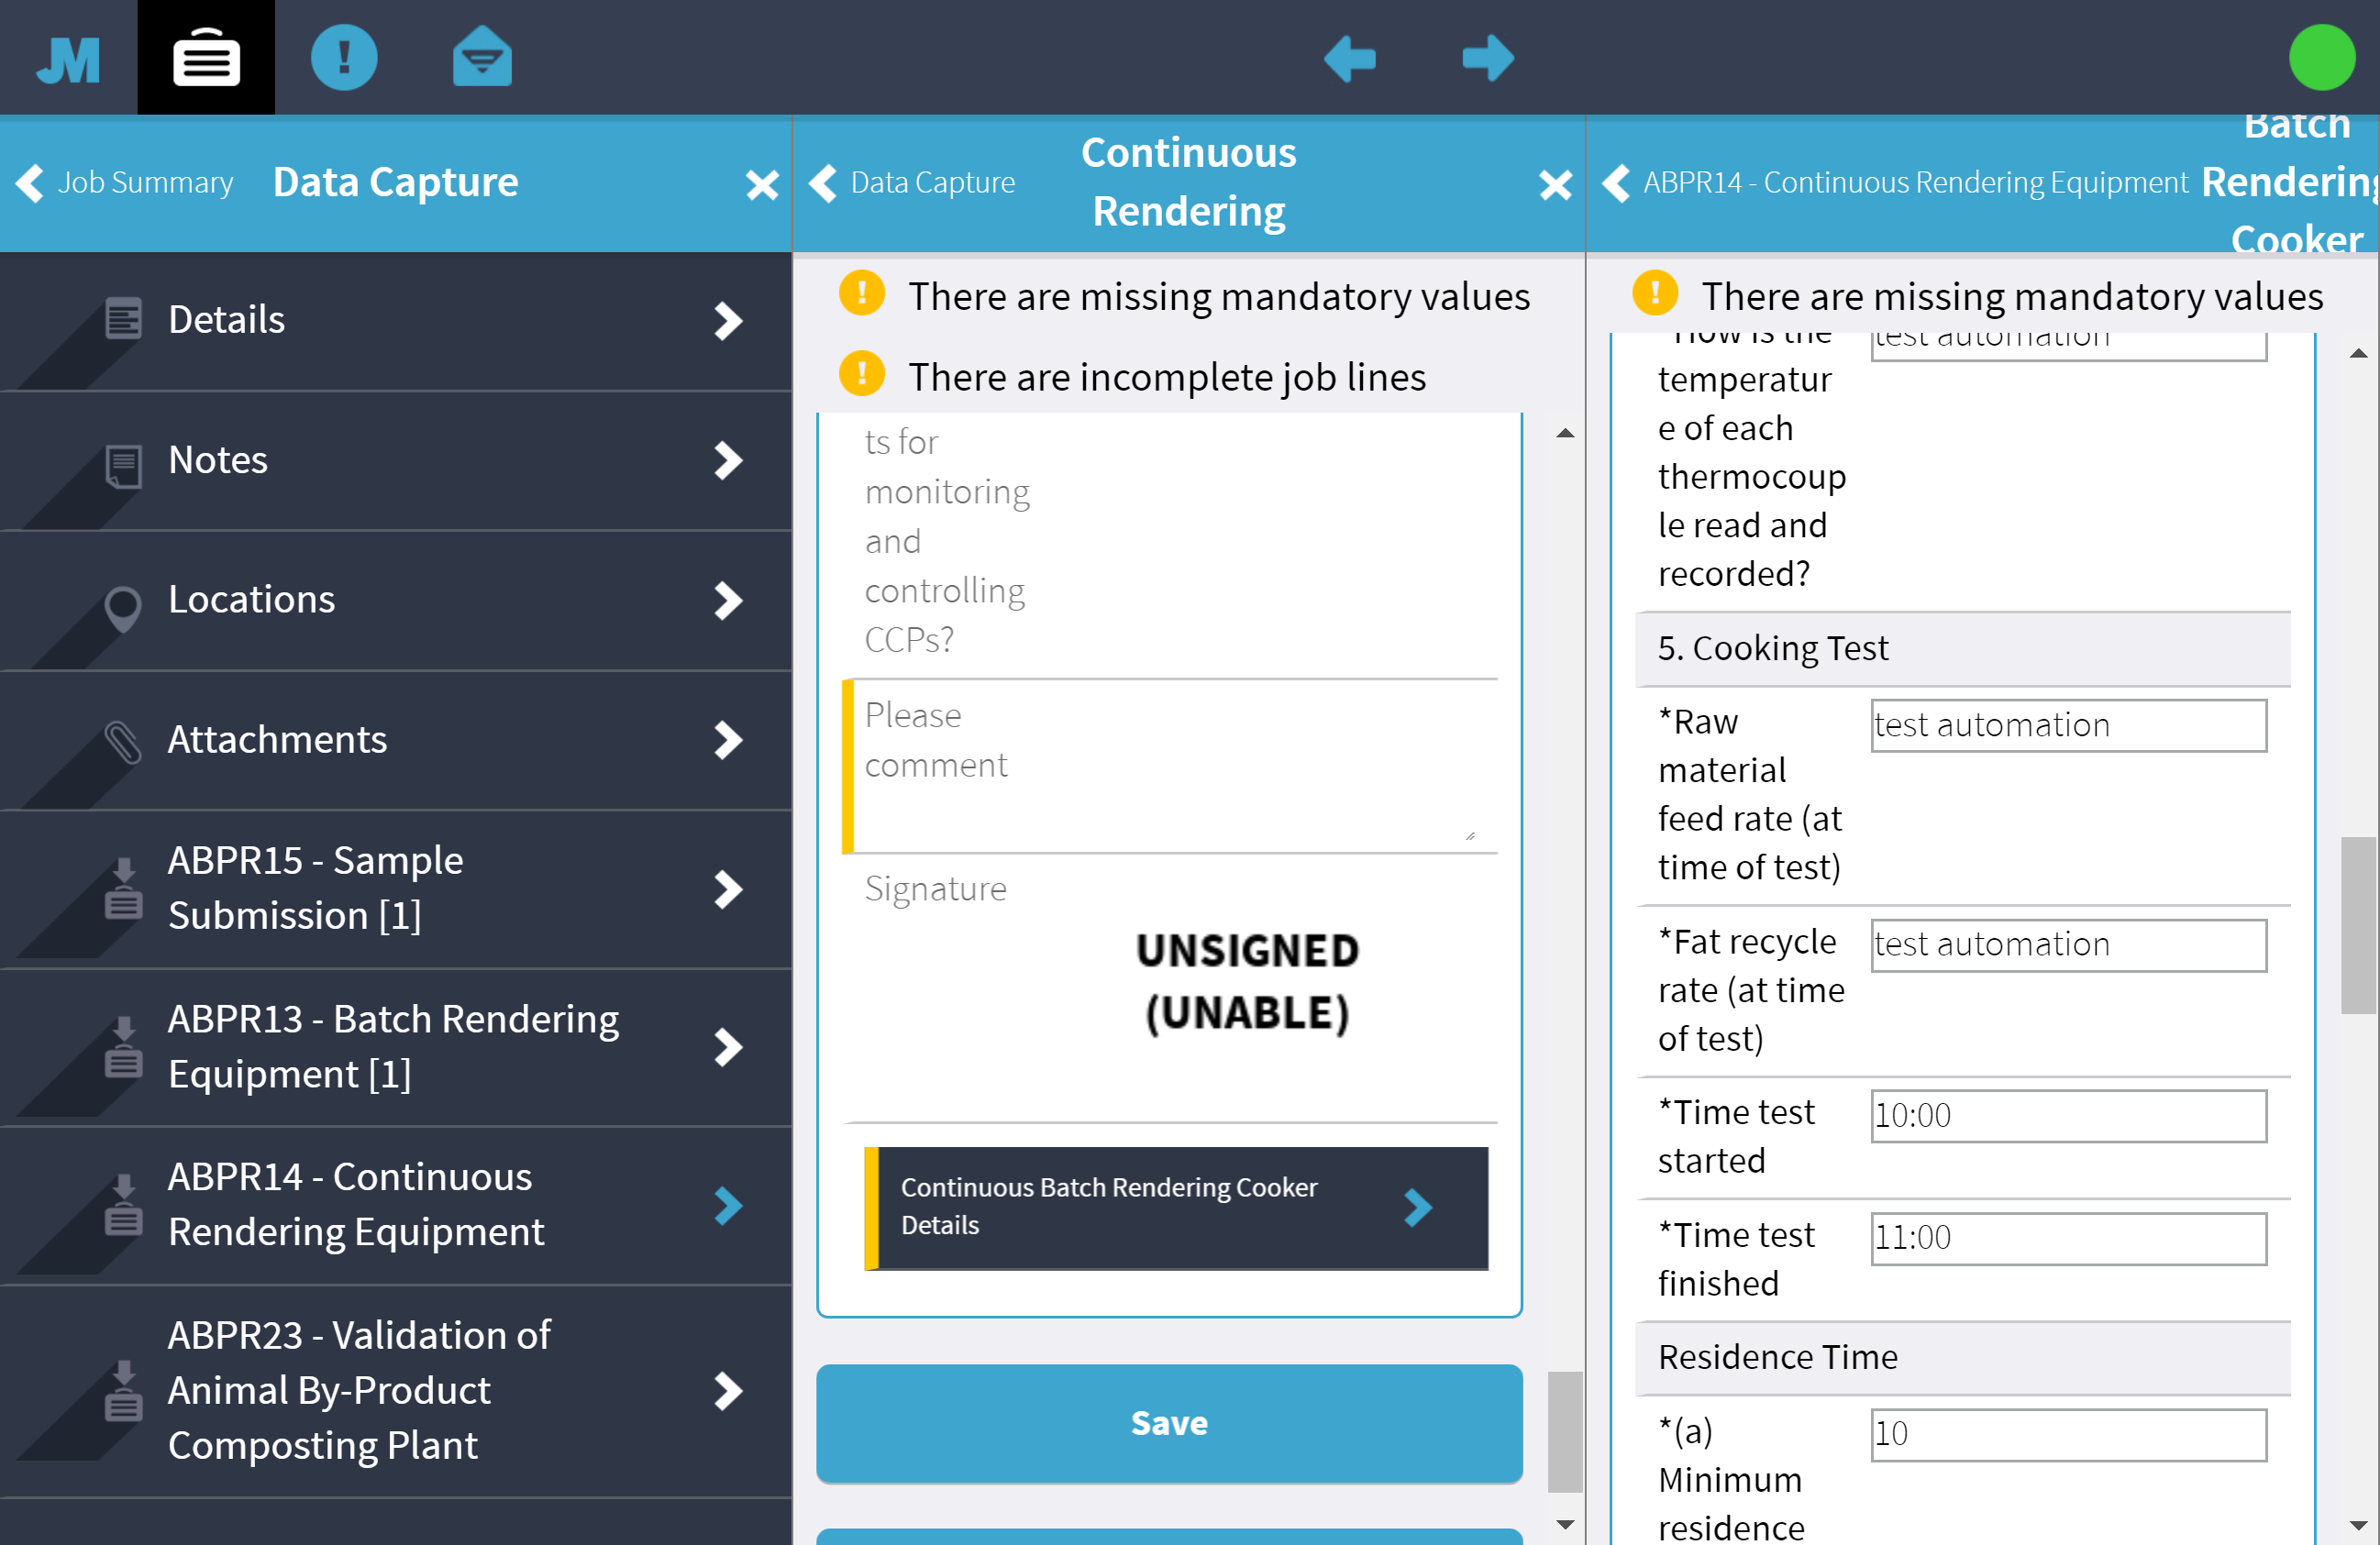 JM
Job Summary
Data Capture
Details
Notes
Locations
Attachments
ABPR15 - Sample
Submission [1]
ABPR13 - Batch Rendering
Equipment [1]
ABPR14 - Continuous
Rendering Equipment
ABPR23 - Validation of
Animal By-Product
Composting Plant
Data Capture
Continuous
Rendering
There are missing mandatory values
There are incomplete job lines
ts for
monitoring
and
controlling
CCPs?
Please
comment
Signature
UNSIGNED
(UNABLE)
Continuous Batch Rendering Cooker
Details
Save
ABPR14 - Continuous Rendering Equipment
Batch
Rendering
Cooker
There are missing mandatory values
*How is the
temperatur
e of each
thermocoup
le read and
recorded?
test automation
5. Cooking Test
*Raw
material
feed rate (at
time of test)
test automation
*Fat recycle
rate (at time
of test)
test automation
*Time test
started
10:00
*Time test
finished
11:00
Residence Time
*(a)
Minimum
residence
10